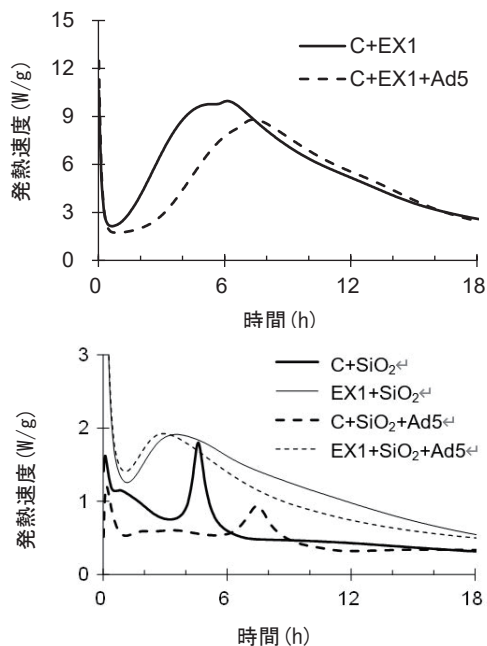 15
12
9
6
3
0
発熱速度(W/g)
C+EX1
C+EX1+Ad5
0
6
12
18
時間(h)
3
2
1
0
発熱速度(W/g)
C+SiO₂↵
EX1+SiO₂↵
C+SiO₂+Ad5↵
EX1+SiO₂+Ad5↵
0
6
12
18
時間(h)